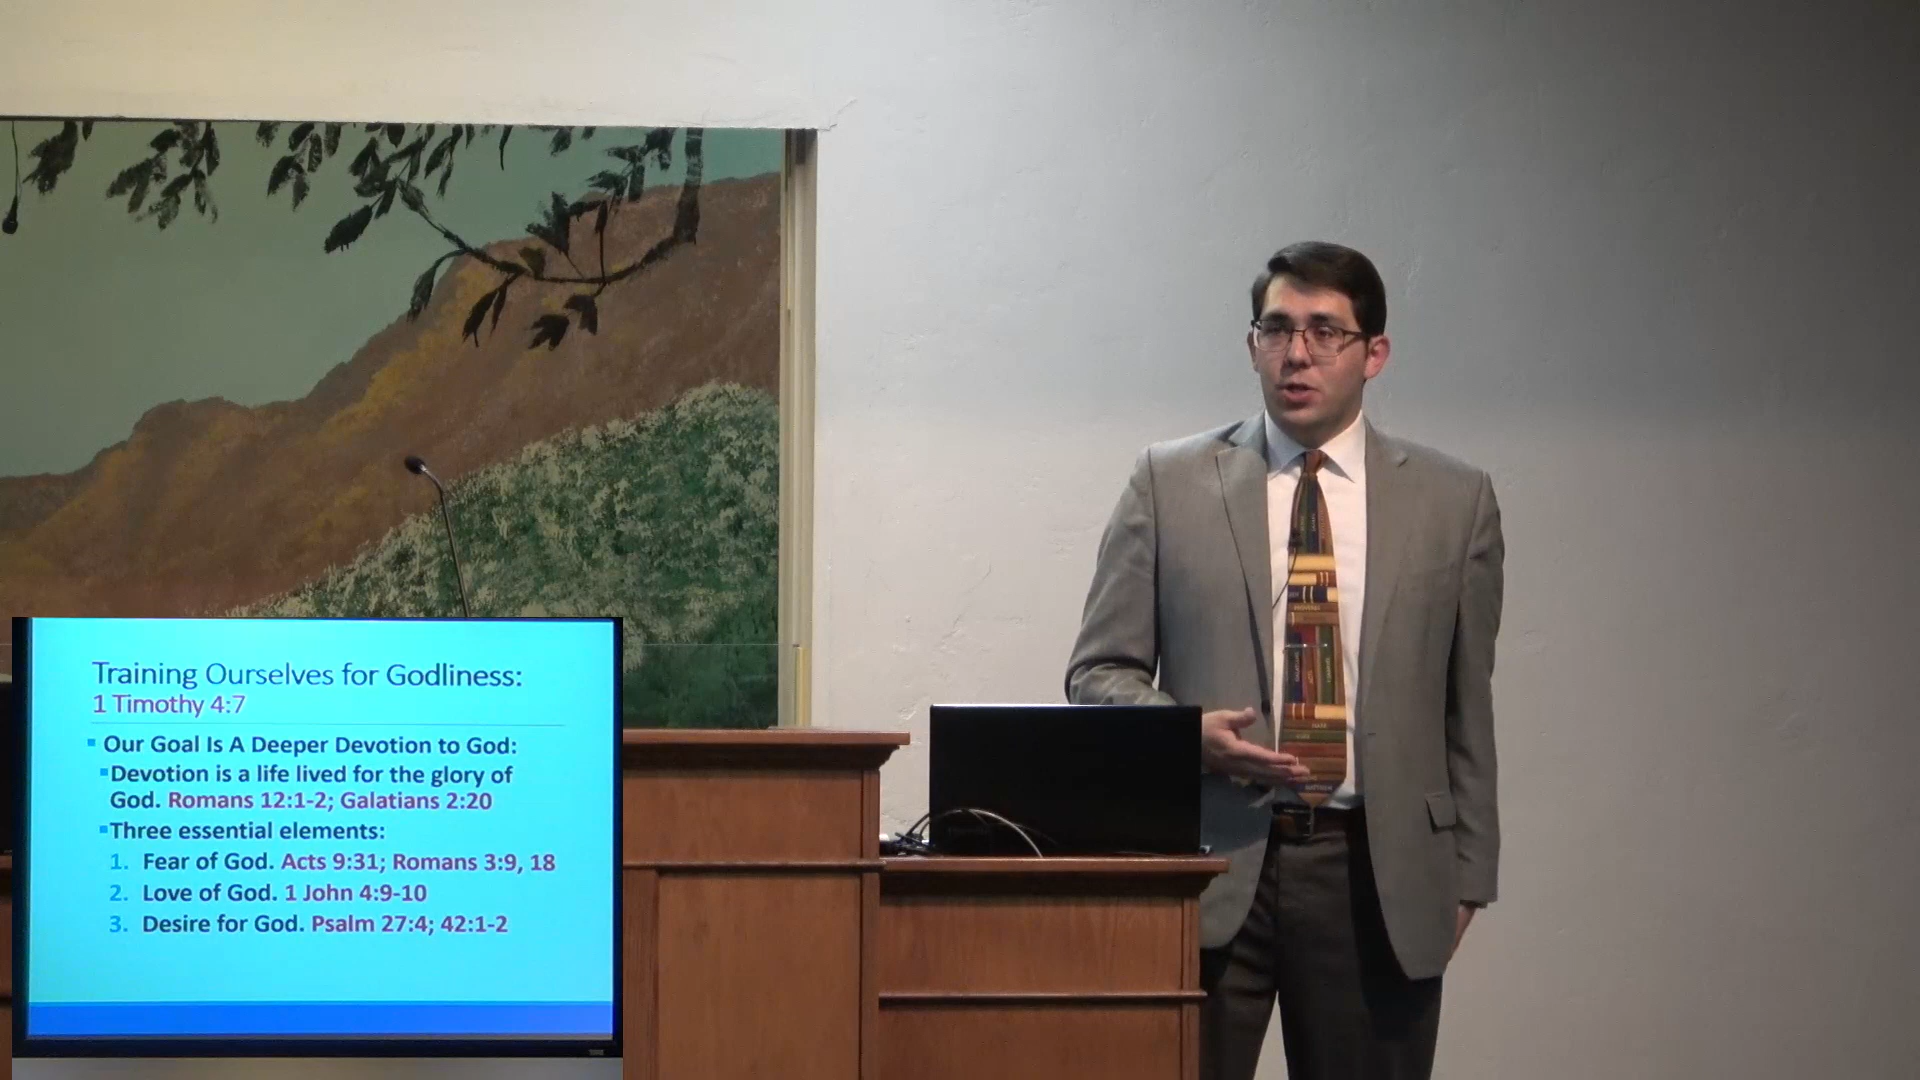 Training Ourselves for Godliness:
1 Timothy 4:7
Our Goal Is A Deeper Devotion to God:
Devotion is a life lived for the glory of
God. Romans 12:1-2; Galatians 2:20
Three essential elements:
1. Fear of God. Acts 9:31; Romans 3:9, 18
2. Love of God. 1 John 4:9-10
3. Desire for God. Psalm 27:4; 42:1-2
PROVERBS